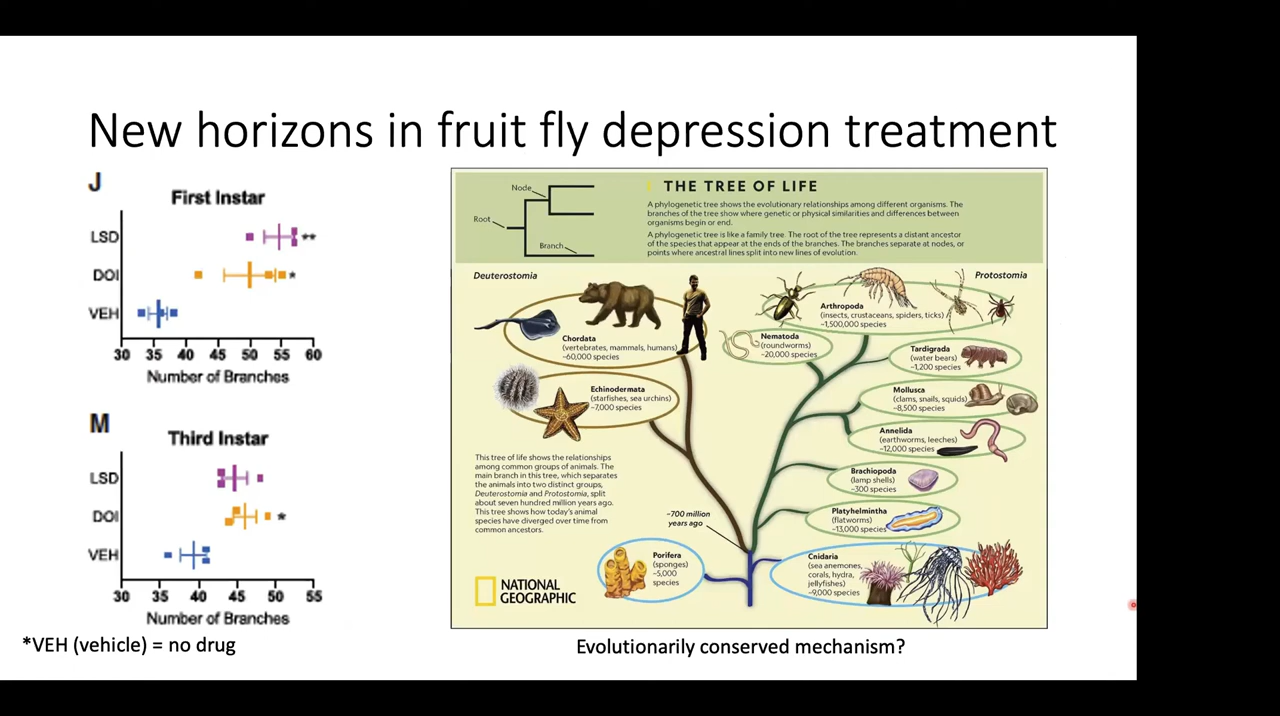 New horizons in fruit fly depression treatment
J
First Instar
LSD
**
DOI
*
VEH
30 35 40 45 50 55 60
Number of Branches
M
Third Instar
LSD
DOI
*
VEH
30 35 40 45 50 55
Number of Branches
*VEH (vehicle) = no drug
Node
Root
Branch
THE TREE OF LIFE
A phylogenetic tree shows the evolutionary relationships among different organisms. The
branches of the tree show where genetic or physical similarities and differences between
organisms begin or end.
A phylogenetic tree is like a family tree. The root of the tree represents a distant ancestor
of the species that appear at the ends of the branches. The branches separate at nodes, or
points where ancestral lines split into new lines of evolution.
Deuterostomia
Protostomia
Chordata
(vertebrates, mammals, humans)
~60,000 species
Echinodermata
(starfishes, sea urchins)
~7,000 species
Arthropoda
(insects, crustaceans, spiders, ticks)
~1,500,000 species
Nematoda
(roundworms)
~20,000 species
Tardigrada
(water bears)
~1,200 species
Mollusca
(clams, snails, squids)
~8,500 species
Annelida
(earthworms, leeches)
~12,000 species
Brachiopoda
(lamp shells)
~300 species
Platyhelmintha
(flatworms)
~13,000 species
This tree of life shows the relationships
among common groups of animals. The
main branch in this tree, which separates
the animals into two distinct groups,
Deuterostomia and Protostomia, split
about seven hundred million years ago.
This tree shows how today's animal
species have diverged over time from
common ancestors.
~700 million
years ago
Porifera
(sponges)
~5,000
species
Cnidaria
(sea anemones,
corals, hydra,
jellyfishes)
~9,000 species
NATIONAL
GEOGRAPHIC
Evolutionarily conserved mechanism?